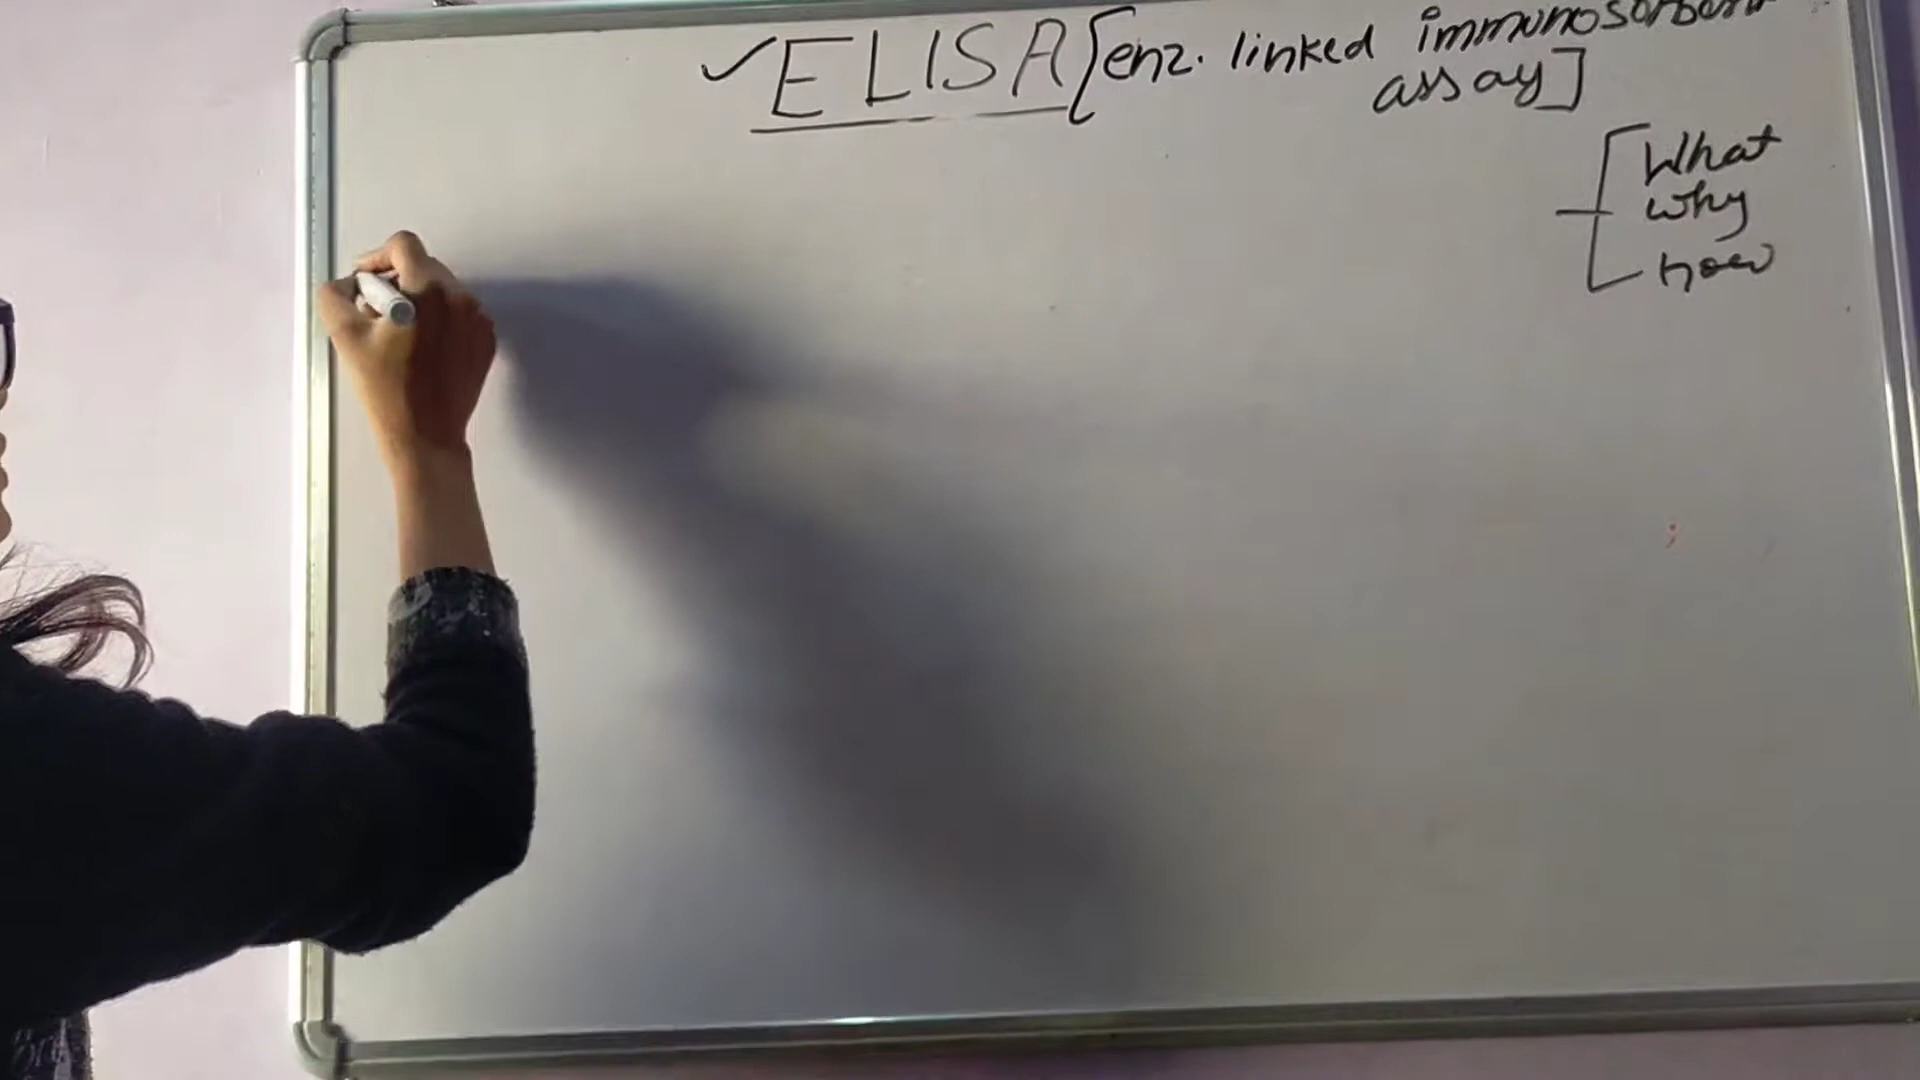 ✓ELISA [enz. linked immunosorbent
assay]
What
why
how